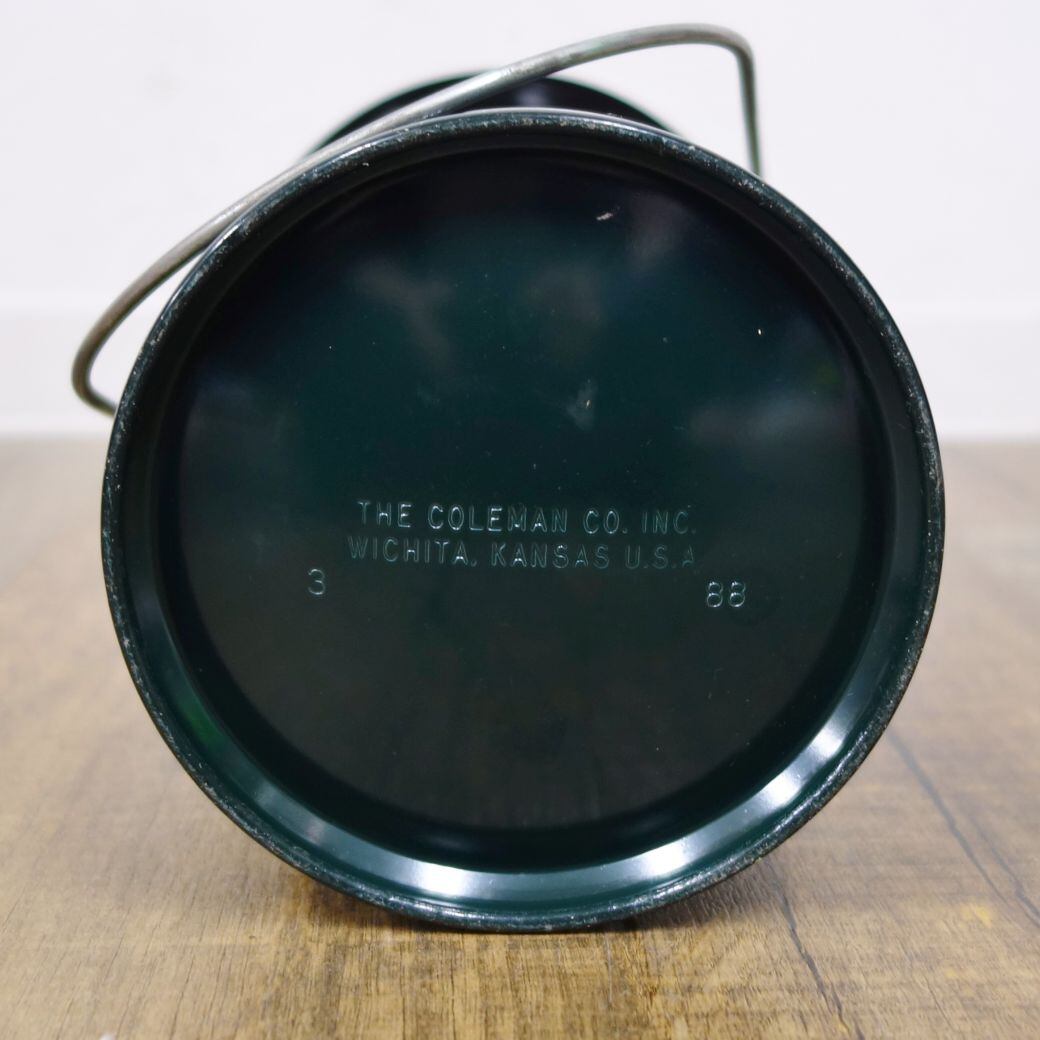 THE COLEMAN CO. INC.
WICHITA, KANSAS U.S.A
3 88